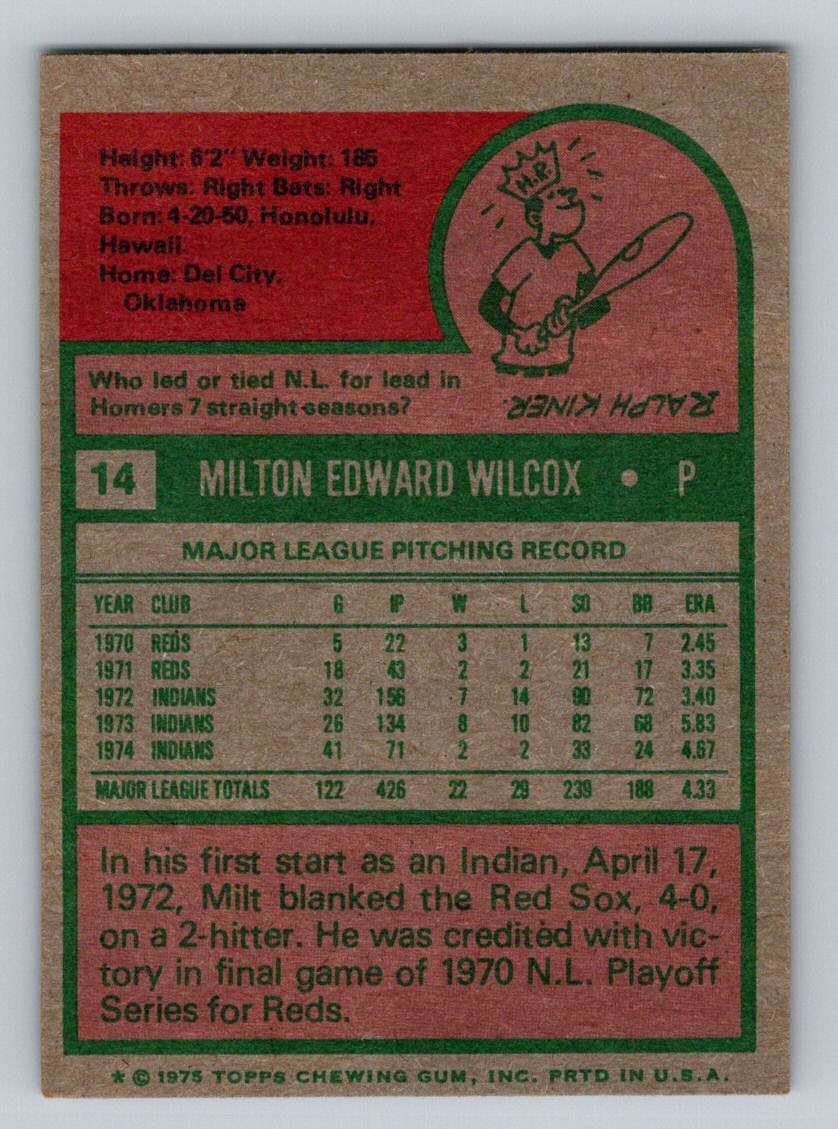 Height: 6'2" Weight: 185
Throws: Right Bats: Right
Born: 4-20-50, Honolulu,
Hawaii
Home: Del City,
Oklahoma
H.R.
Who led or tied N.L. for lead in
Homers 7 straight seasons?
RALPH KINER.
14 MILTON EDWARD WILCOX • P
MAJOR LEAGUE PITCHING RECORD
YEAR CLUB G IP W L SO BB ERA
1970 REDS 5 22 3 1 13 7 2.45
1971 REDS 18 43 2 2 21 17 3.35
1972 INDIANS 32 156 7 14 90 72 3.40
1973 INDIANS 26 134 8 10 82 68 5.83
1974 INDIANS 41 71 2 2 33 24 4.67
MAJOR LEAGUE TOTALS 122 426 22 29 239 188 4.33
In his first start as an Indian, April 17,
1972, Milt blanked the Red Sox, 4-0,
on a 2-hitter. He was credited with vic-
tory in final game of 1970 N.L. Playoff
Series for Reds.
* © 1975 TOPPS CHEWING GUM, INC. PRTD IN U.S.A.